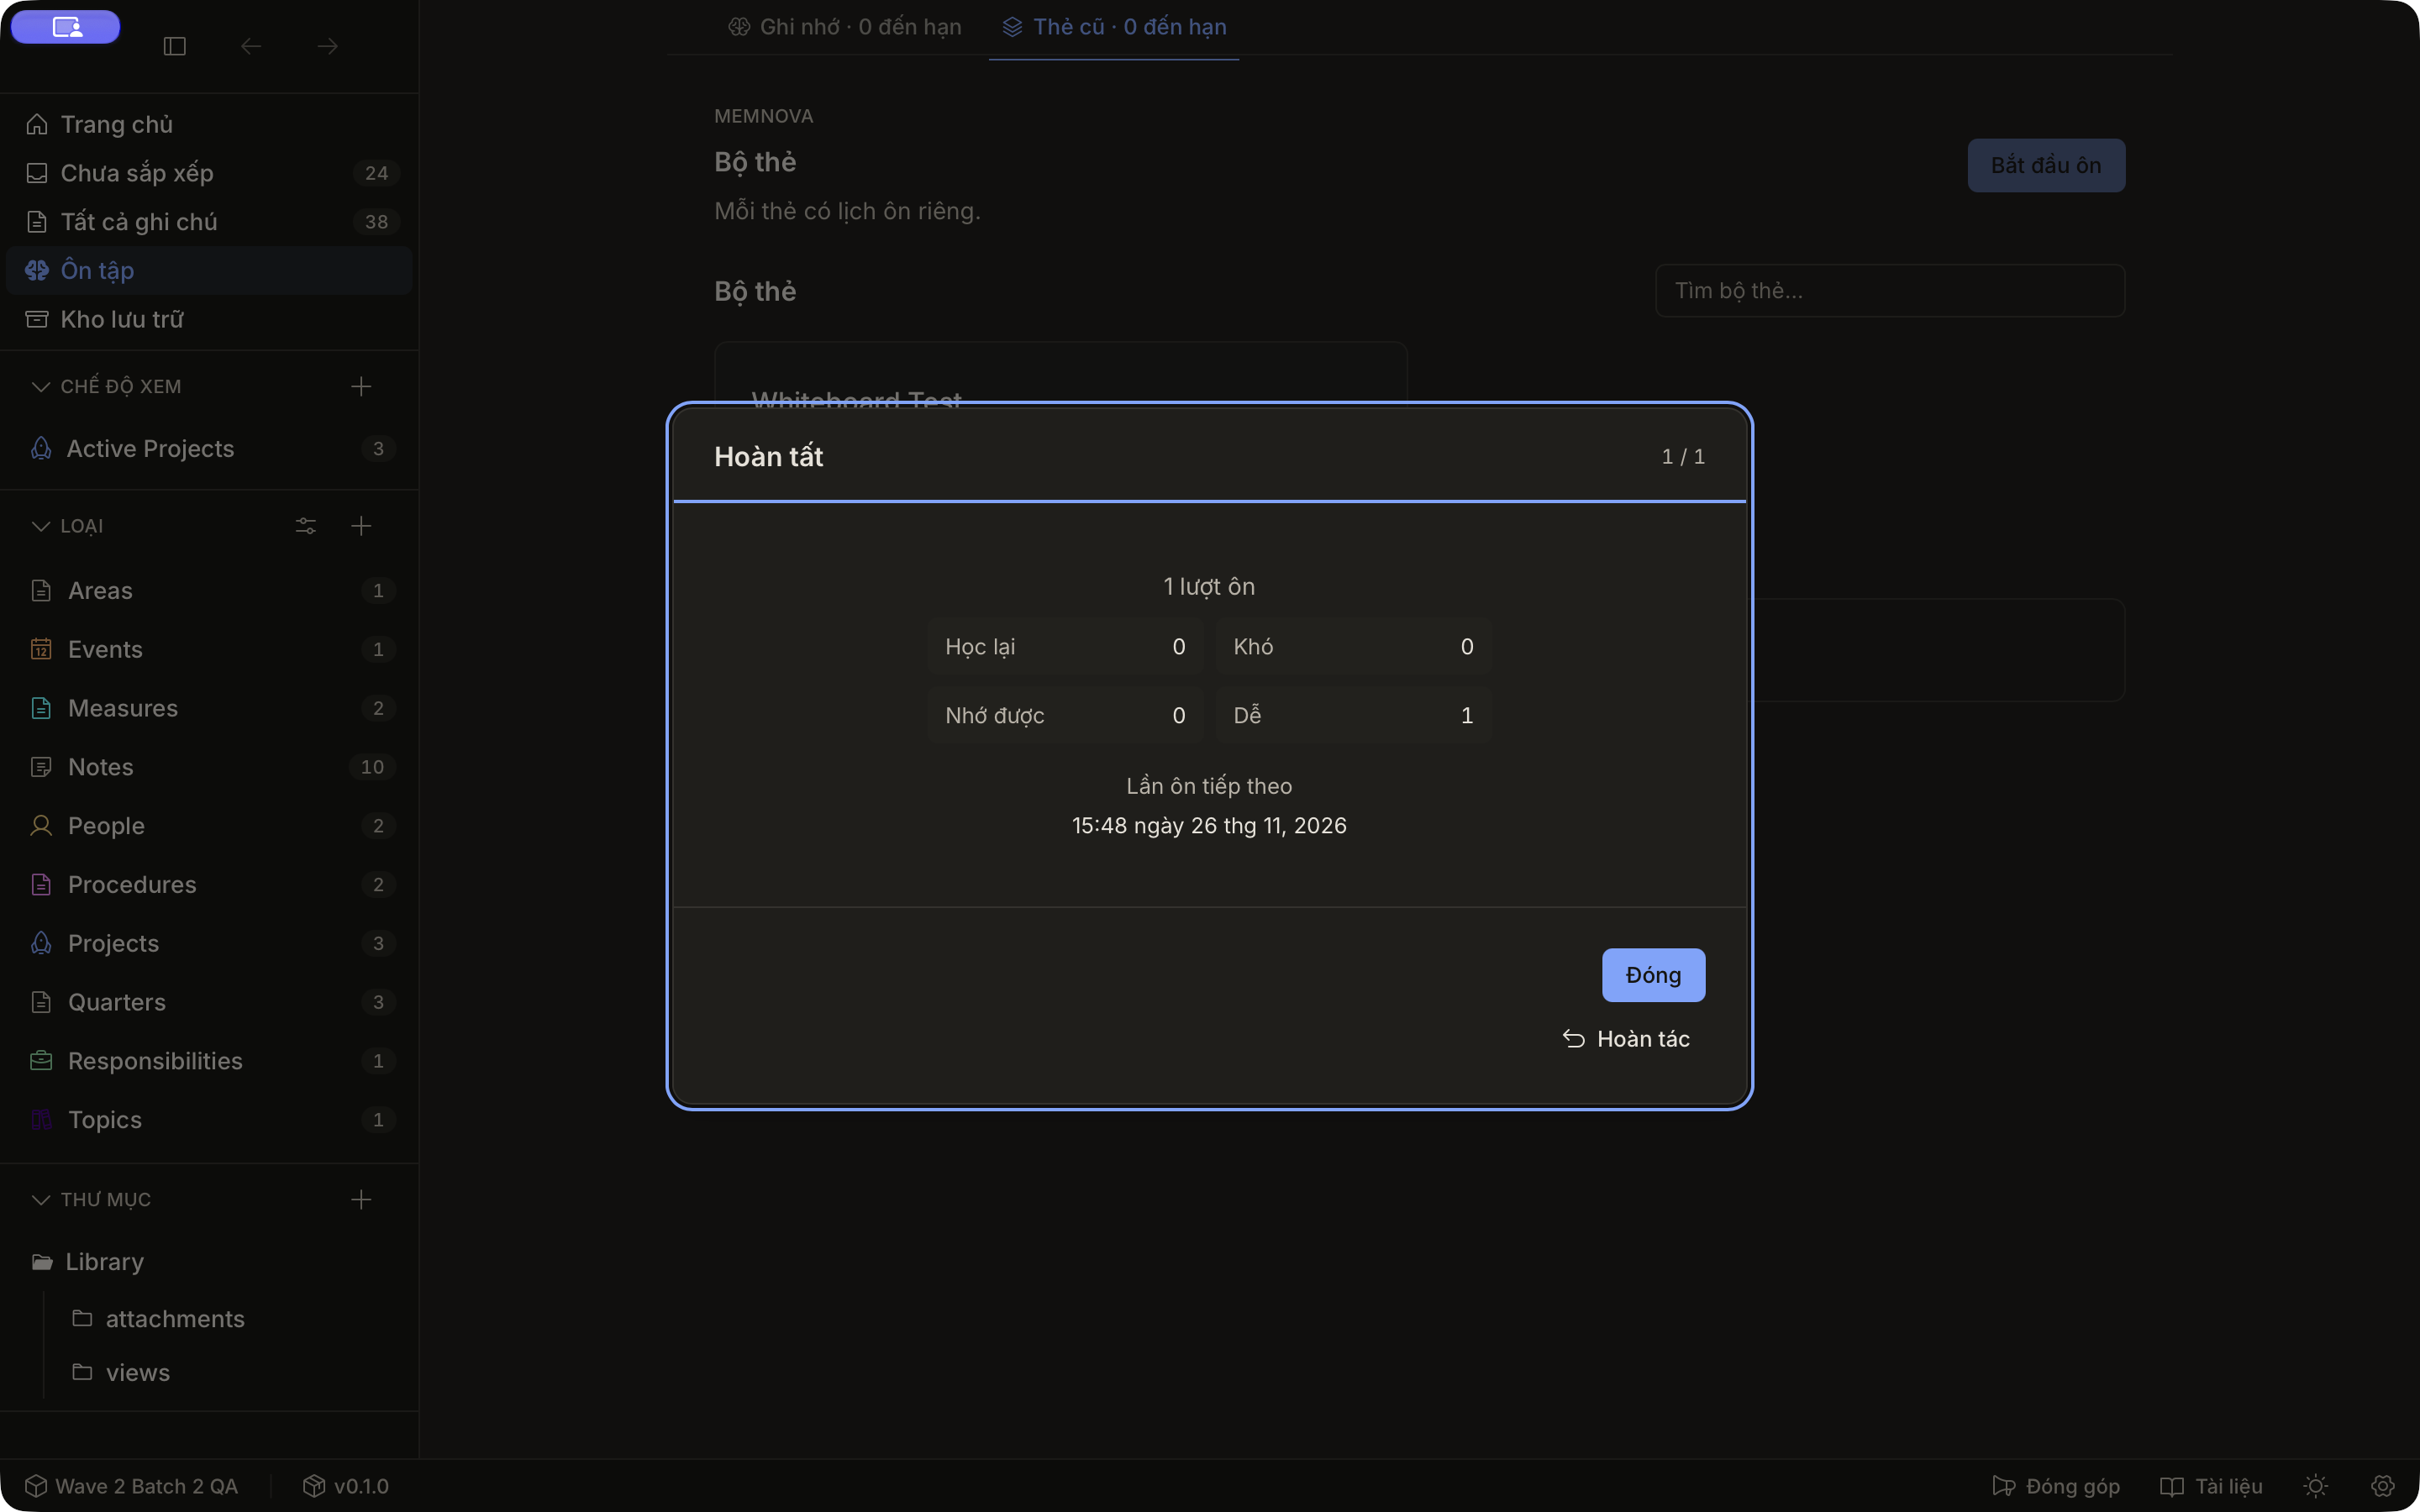 Ghi nhớ · 0 đến hạn
Thẻ cũ · 0 đến hạn
Trang chủ
Chưa sắp xếp 24
Tất cả ghi chú 38
Ôn tập
Kho lưu trữ
CHẾ ĐỘ XEM
Active Projects 3
LOẠI
Areas 1
Events 1
12
Measures 2
Notes 10
People 2
Procedures 2
Projects 3
Quarters 3
Responsibilities 1
Topics 1
THƯ MỤC
Library
attachments
views
MEMNOVA
Bộ thẻ
Mỗi thẻ có lịch ôn riêng.
Bắt đầu ôn
Bộ thẻ
Tìm bộ thẻ...
Whiteboard Test
Hoàn tất
1 / 1
1 lượt ôn
Học lại 0
Khó 0
Nhớ được 0
Dễ 1
Lần ôn tiếp theo
15:48 ngày 26 thg 11, 2026
Đóng
Hoàn tác
Wave 2 Batch 2 QA
v0.1.0
Đóng góp
Tài liệu